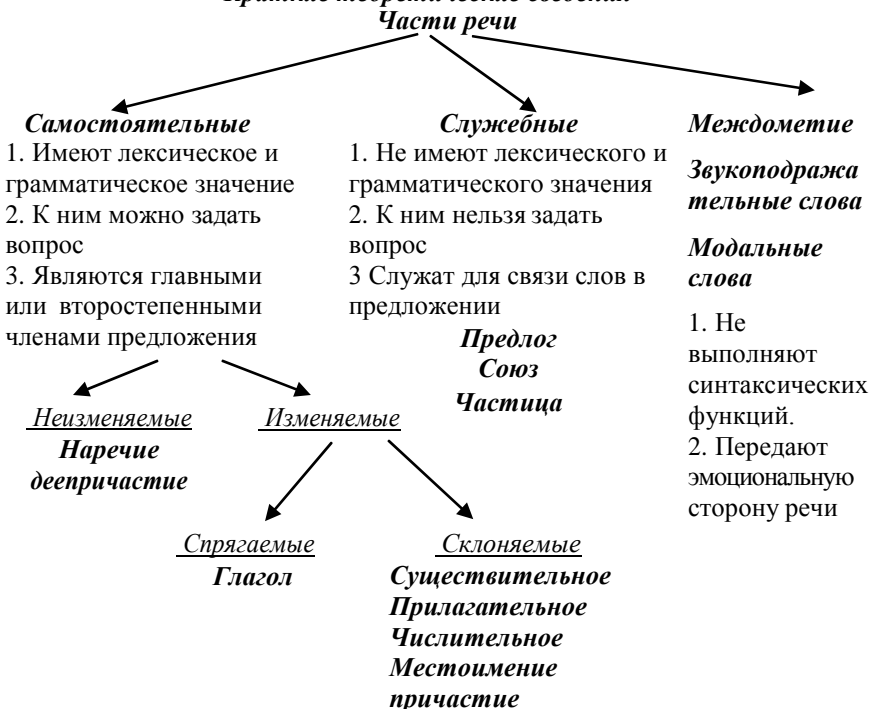 Краткие теоретические сведения
Части речи
Самостоятельные
1. Имеют лексическое и
грамматическое значение
2. К ним можно задать
вопрос
3. Являются главными
или второстепенными
членами предложения
Служебные
1. Не имеют лексического и
грамматического значения
2. К ним нельзя задать
вопрос
3 Служат для связи слов в
предложении
Предлог
Союз
Частица
Междометие
Звукоподража
тельные слова
Модальные
слова
1. Не
выполняют
синтаксических
функций.
2. Передают
эмоциональную
сторону речи
Неизменяемые
Наречие
деепричастие
Изменяемые
Спрягаемые
Глагол
Склоняемые
Существительное
Прилагательное
Числительное
Местоимение
причастие